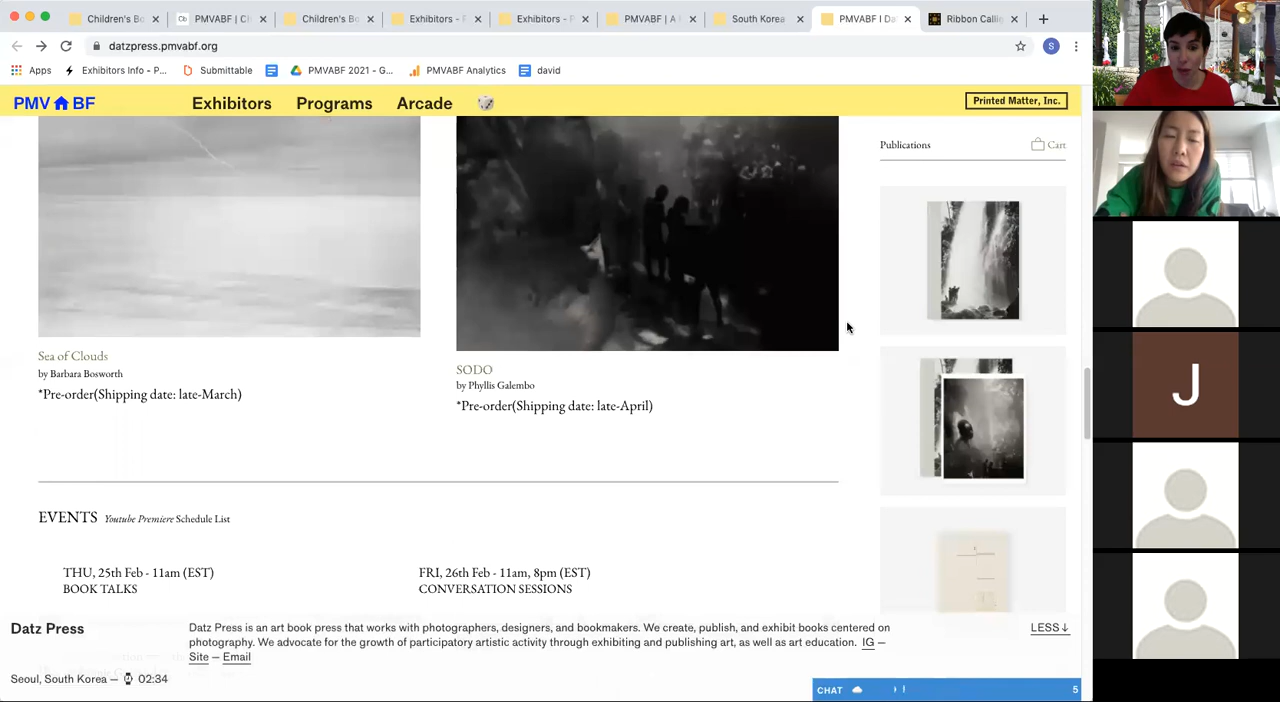 Children's Bo
PMVABF | C
Children's Bo
Exhibitors - F
Exhibitors - F
PMVABF | A
South Korea
PMVABF I Da
Ribbon Callig
datzpress.pmvabf.org
S
Apps
Exhibitors Info - P...
Submittable
PMVABF 2021 - G...
PMVABF Analytics
david
PMV BF
Exhibitors
Programs
Arcade
Printed Matter, Inc.
Publications
Cart
Sea of Clouds
by Barbara Bosworth
*Pre-order(Shipping date: late-March)
SODO
by Phyllis Galembo
*Pre-order(Shipping date: late-April)
EVENTS Youtube Premiere Schedule List
THU, 25th Feb - 11am (EST)
BOOK TALKS
FRI, 26th Feb - 11am, 8pm (EST)
CONVERSATION SESSIONS
Datz Press
Datz Press is an art book press that works with photographers, designers, and bookmakers. We create, publish, and exhibit books centered on
photography. We advocate for the growth of participatory artistic activity through exhibiting and publishing art, as well as art education. IG —
Site — Email
LESS↓
Seoul, South Korea — 02:34
CHAT
5
J